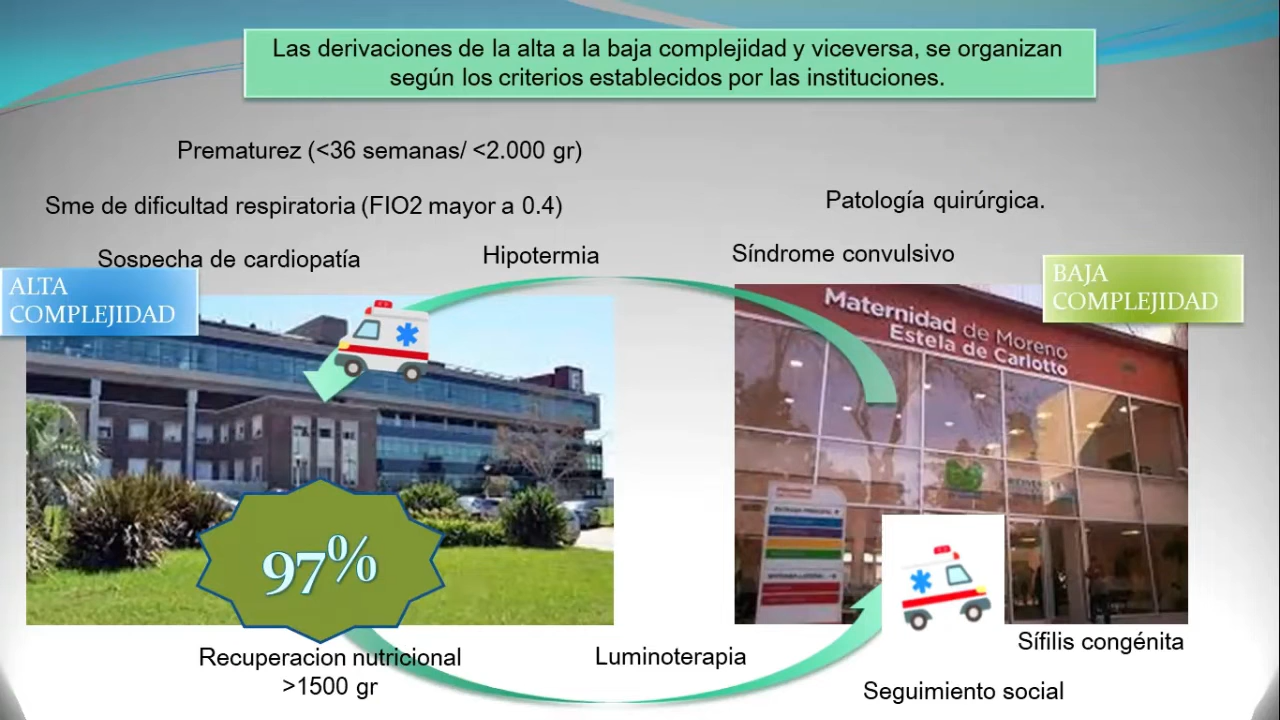 Las derivaciones de la alta a la baja complejidad y viceversa, se organizan
según los criterios establecidos por las instituciones.
Prematurez (<36 semanas/ <2.000 gr)
Sme de dificultad respiratoria (FIO2 mayor a 0.4)
Patología quirúrgica.
Sospecha de cardiopatía
Hipotermia
Síndrome convulsivo
ALTA
COMPLEJIDAD
BAJA
COMPLEJIDAD
Maternidad de Moreno
Estela de Carlotto
ENTRADA PRINCIPAL
97%
Recuperacion nutricional
>1500 gr
Luminoterapia
Sífilis congénita
Seguimiento social